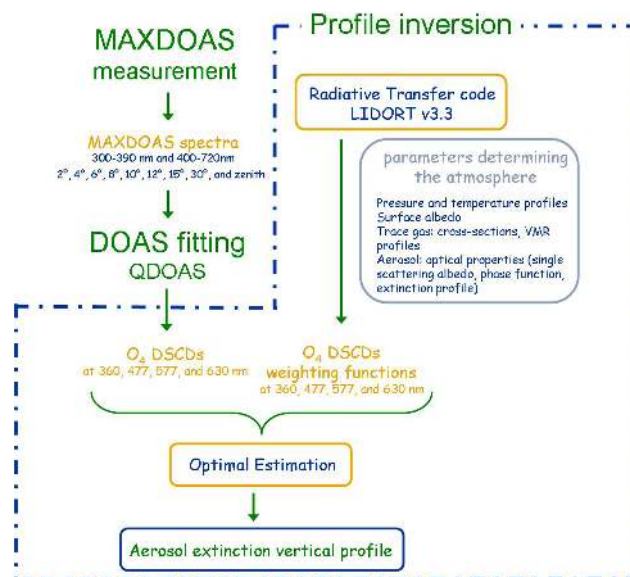 Profile inversion
MAXDOAS
measurement
MAXDOAS spectra
300-390 nm and 400-720nm
2°, 4°, 6°, 8°, 10°, 12°, 15°, 30°, and zenith
DOAS fitting
QDOAS
Radiative Transfer code
LIDORT v3.3
parameters determining
the atmosphere
Pressure and temperature profiles
Surface albedo
Trace gas: cross-sections, VMR
profiles
Aerosol: optical properties (single
scattering albedo, phase function,
extinction profile)
O₄ DSCDs
at 360, 477, 577, and 630 nm
O₄ DSCDs
weighting functions
at 360, 477, 577, and 630 nm
Optimal Estimation
Aerosol extinction vertical profile